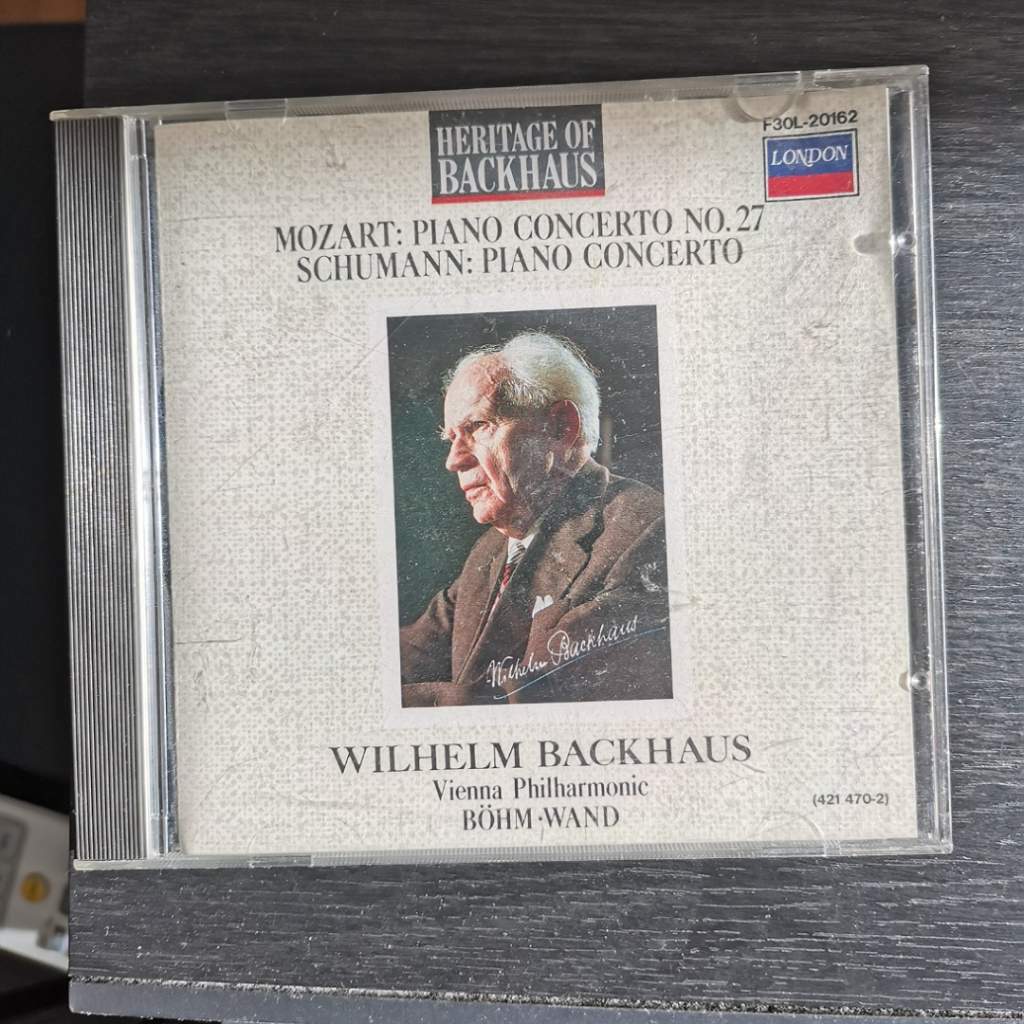 HERITAGE OF
BACKHAUS
F30L-20162
LONDON
MOZART: PIANO CONCERTO NO. 27
SCHUMANN: PIANO CONCERTO
Wilhelm Backhaus
WILHELM BACKHAUS
Vienna Philharmonic
BÖHM·WAND
(421 470-2)